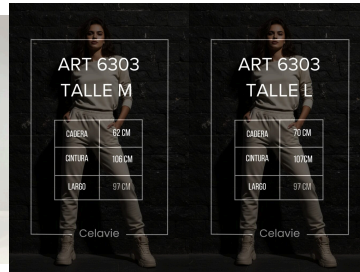 ART 6303
TALLE M
CADERA 62 CM
CINTURA 106 CM
LARGO 97 CM
Celavie
ART 6303
TALLE L
CADERA 70 CM
CINTURA 107CM
LARGO 97 CM
Celavie